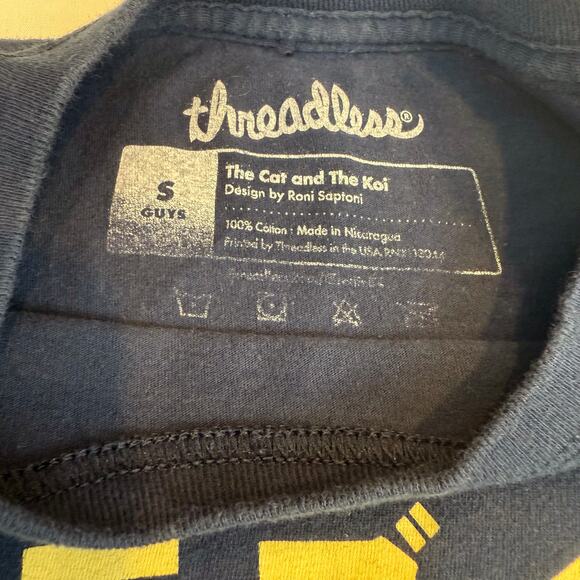 threadless®
S
GUYS
The Cat and The Koi
Design by Roni Saptoni
100% Cotton · Made in Nicaragua
Printed by Threadless in the USA RN#